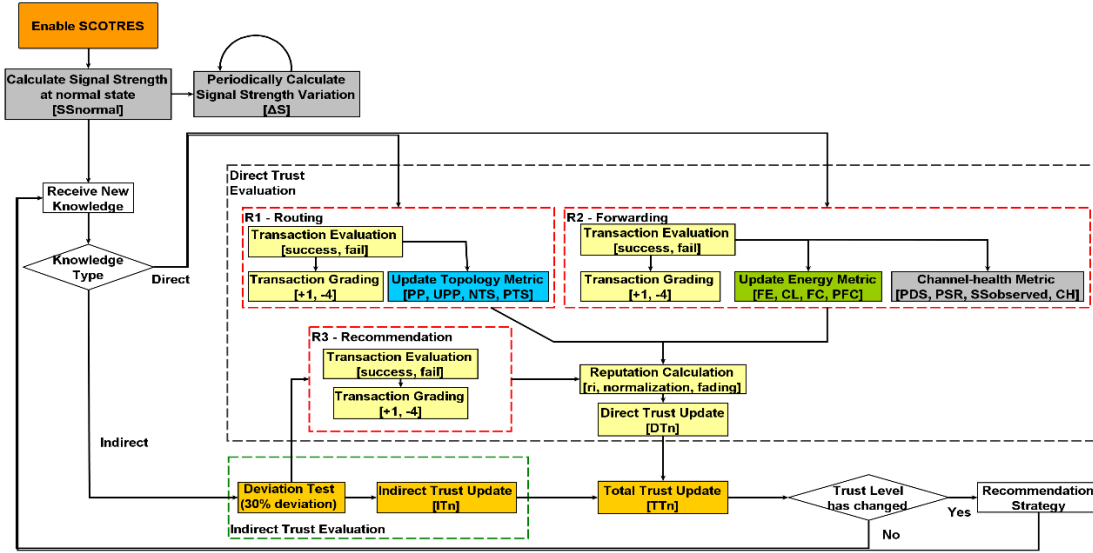 Enable SCOTRES
Calculate Signal Strength
at normal state
[SSnormal]
Periodically Calculate
Signal Strength Variation
[ΔS]
Receive New
Knowledge
Knowledge
Type
Direct
Indirect
Direct Trust
Evaluation
R1 - Routing
Transaction Evaluation
[success, fail]
Transaction Grading
[+1, -4]
Update Topology Metric
[PP, UPP, NTS, PTS]
R2 - Forwarding
Transaction Evaluation
[success, fail]
Transaction Grading
[+1, -4]
Update Energy Metric
[FE, CL, FC, PFC]
Channel-health Metric
[PDS, PSR, SSobserved, CH]
R3 - Recommendation
Transaction Evaluation
[success, fail]
Transaction Grading
[+1, -4]
Reputation Calculation
[ri, normalization, fading]
Direct Trust Update
[DTn]
Deviation Test
(30% deviation)
Indirect Trust Update
[ITn]
Indirect Trust Evaluation
Total Trust Update
[TTn]
Trust Level
has changed
Yes
No
Recommendation
Strategy